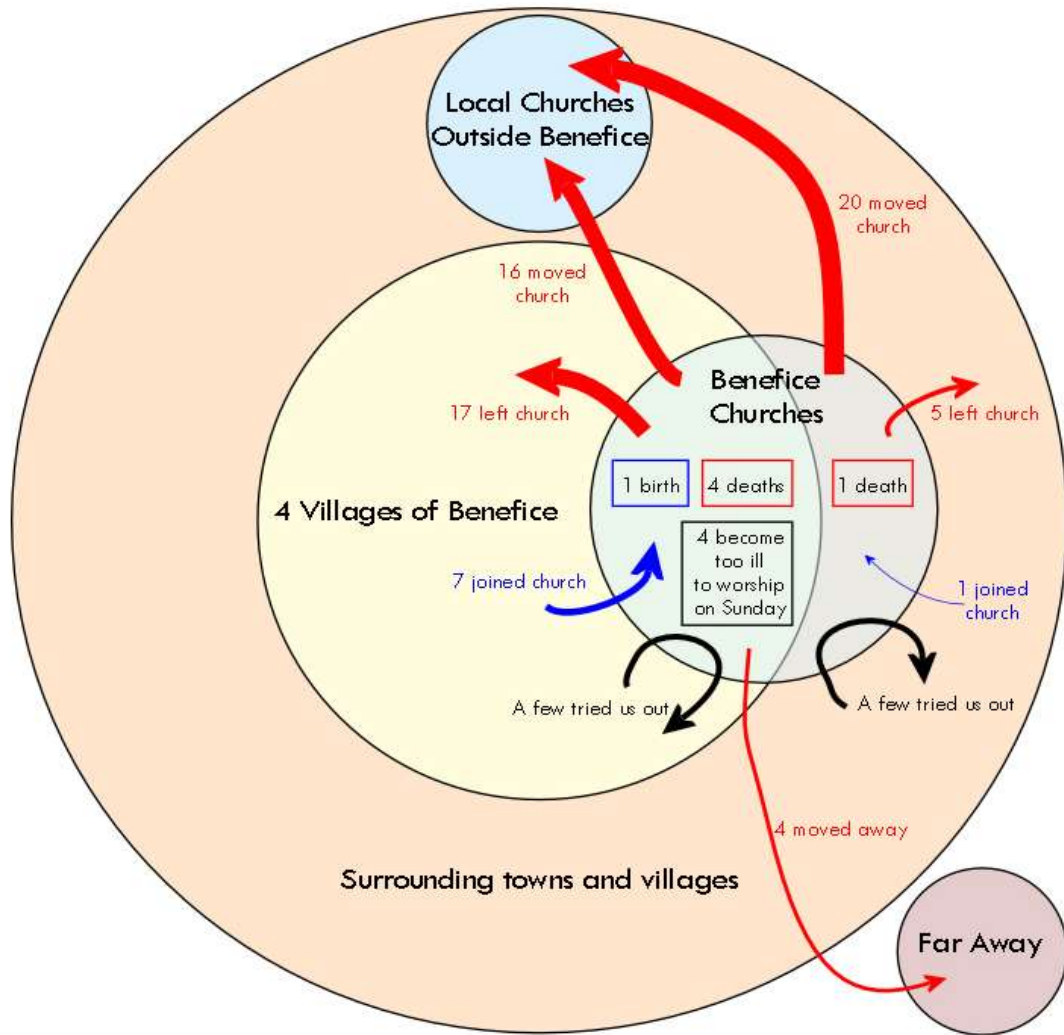 Local Churches
Outside Benefice
20 moved
church
16 moved
church
Benefice
Churches
17 left church
5 left church
1 birth
4 deaths
1 death
4 Villages of Benefice
4 become
too ill
to worship
on Sunday
7 joined church
1 joined
church
A few tried us out
A few tried us out
4 moved away
Surrounding towns and villages
Far Away